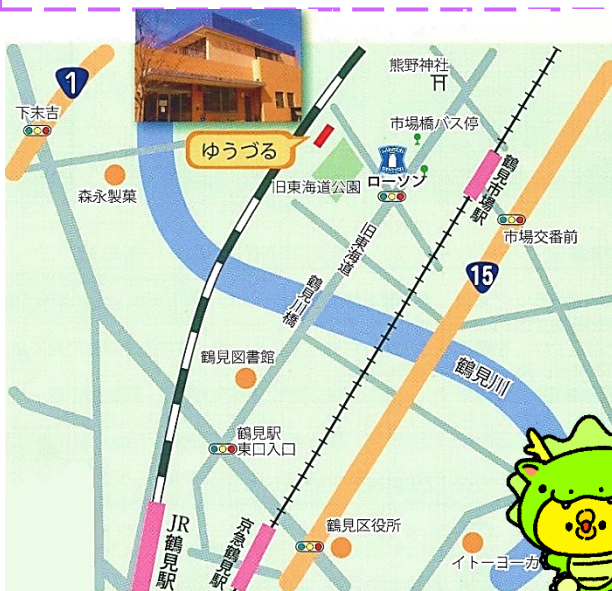 1
下末吉
森永製菓
ゆうづる
熊野神社
市場橋バス停
旧東海道公園
ローソン
鶴見市場駅
市場交番前
旧東海道
15
鶴見川橋
鶴見川
鶴見図書館
鶴見駅
東口入口
JR鶴見駅
京急鶴見駅
鶴見区役所
イトーヨーカ